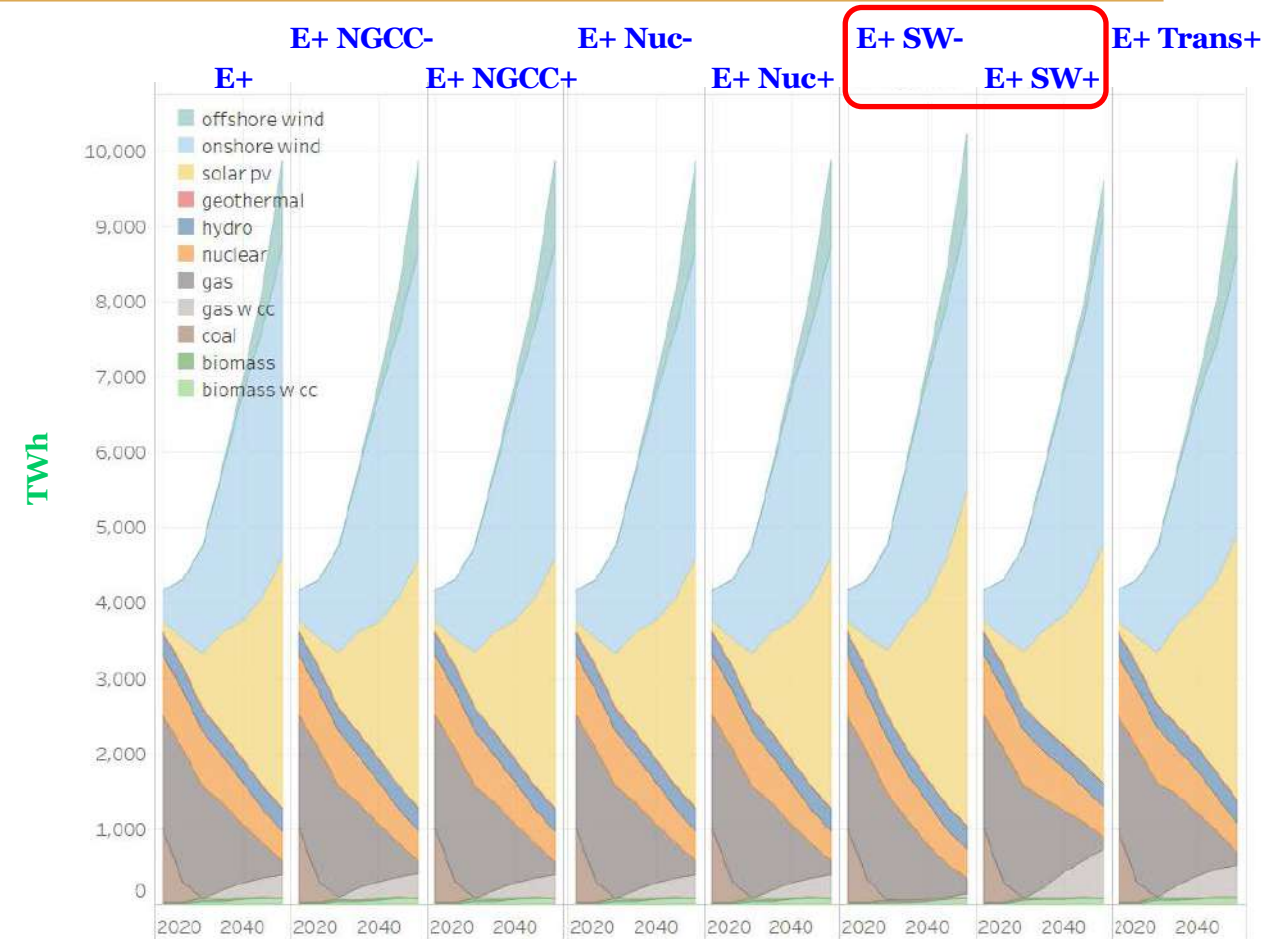 E+ NGCC- E+ Nuc- E+ SW- E+ Trans+
E+ E+ NGCC+ E+ Nuc+ E+ SW+
offshore wind
onshore wind
solar pv
geothermal
hydro
nuclear
gas
gas w cc
coal
biomass
biomass w cc
10,000
9,000
8,000
7,000
6,000
5,000
4,000
3,000
2,000
1,000
0
TWh
2020 2040 2020 2040 2020 2040 2020 2040 2020 2040 2020 2040 2020 2040 2020 2040